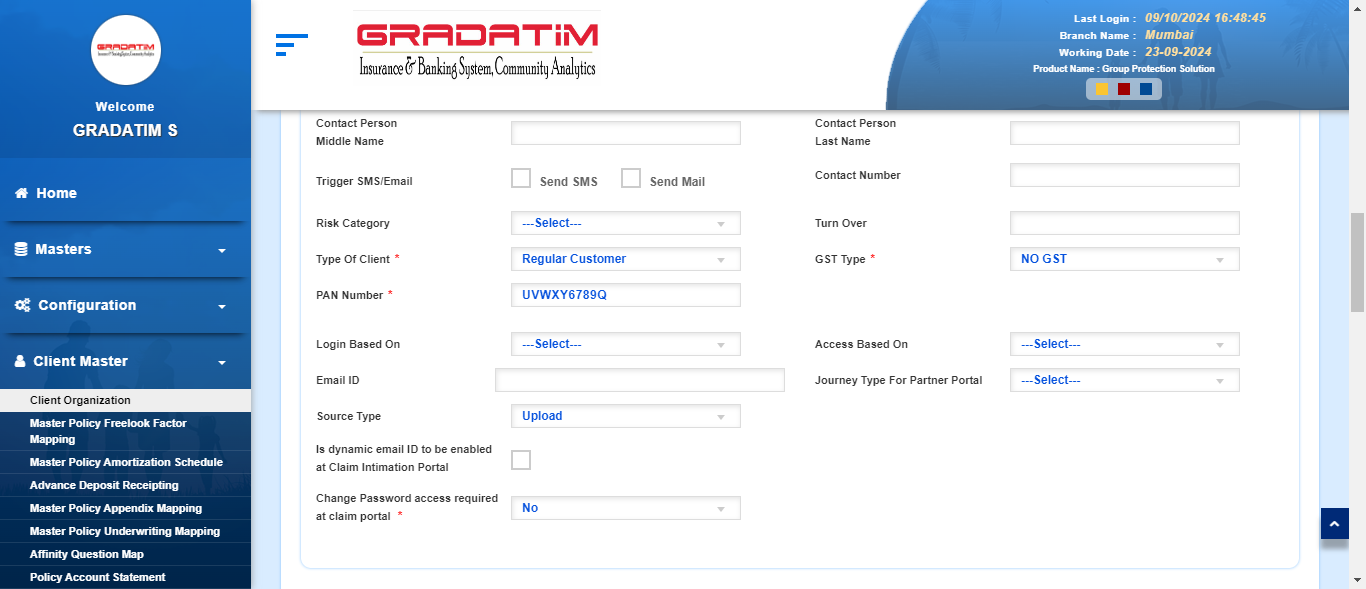 GRADATIM
Insurance & Banking System, Community Analytics
Welcome
GRADATIM S
Home
Masters
Configuration
Client Master
Client Organization
Master Policy Freelook Factor
Mapping
Master Policy Amortization Schedule
Advance Deposit Receipting
Master Policy Appendix Mapping
Master Policy Underwriting Mapping
Affinity Question Map
Policy Account Statement
GRADATIM
Insurance & Banking System, Community Analytics
Last Login : 09/10/2024 16:48:45
Branch Name : Mumbai
Working Date : 23-09-2024
Product Name : Group Protection Solution
Contact Person
Middle Name
Contact Person
Last Name
Trigger SMS/Email Send SMS Send Mail
Contact Number
Risk Category ---Select---
Turn Over
Type Of Client * Regular Customer
GST Type * NO GST
PAN Number * UVWXY6789Q
Login Based On ---Select---
Access Based On ---Select---
Email ID
Journey Type For Partner Portal ---Select---
Source Type Upload
Is dynamic email ID to be enabled
at Claim Intimation Portal
Change Password access required
at claim portal * No